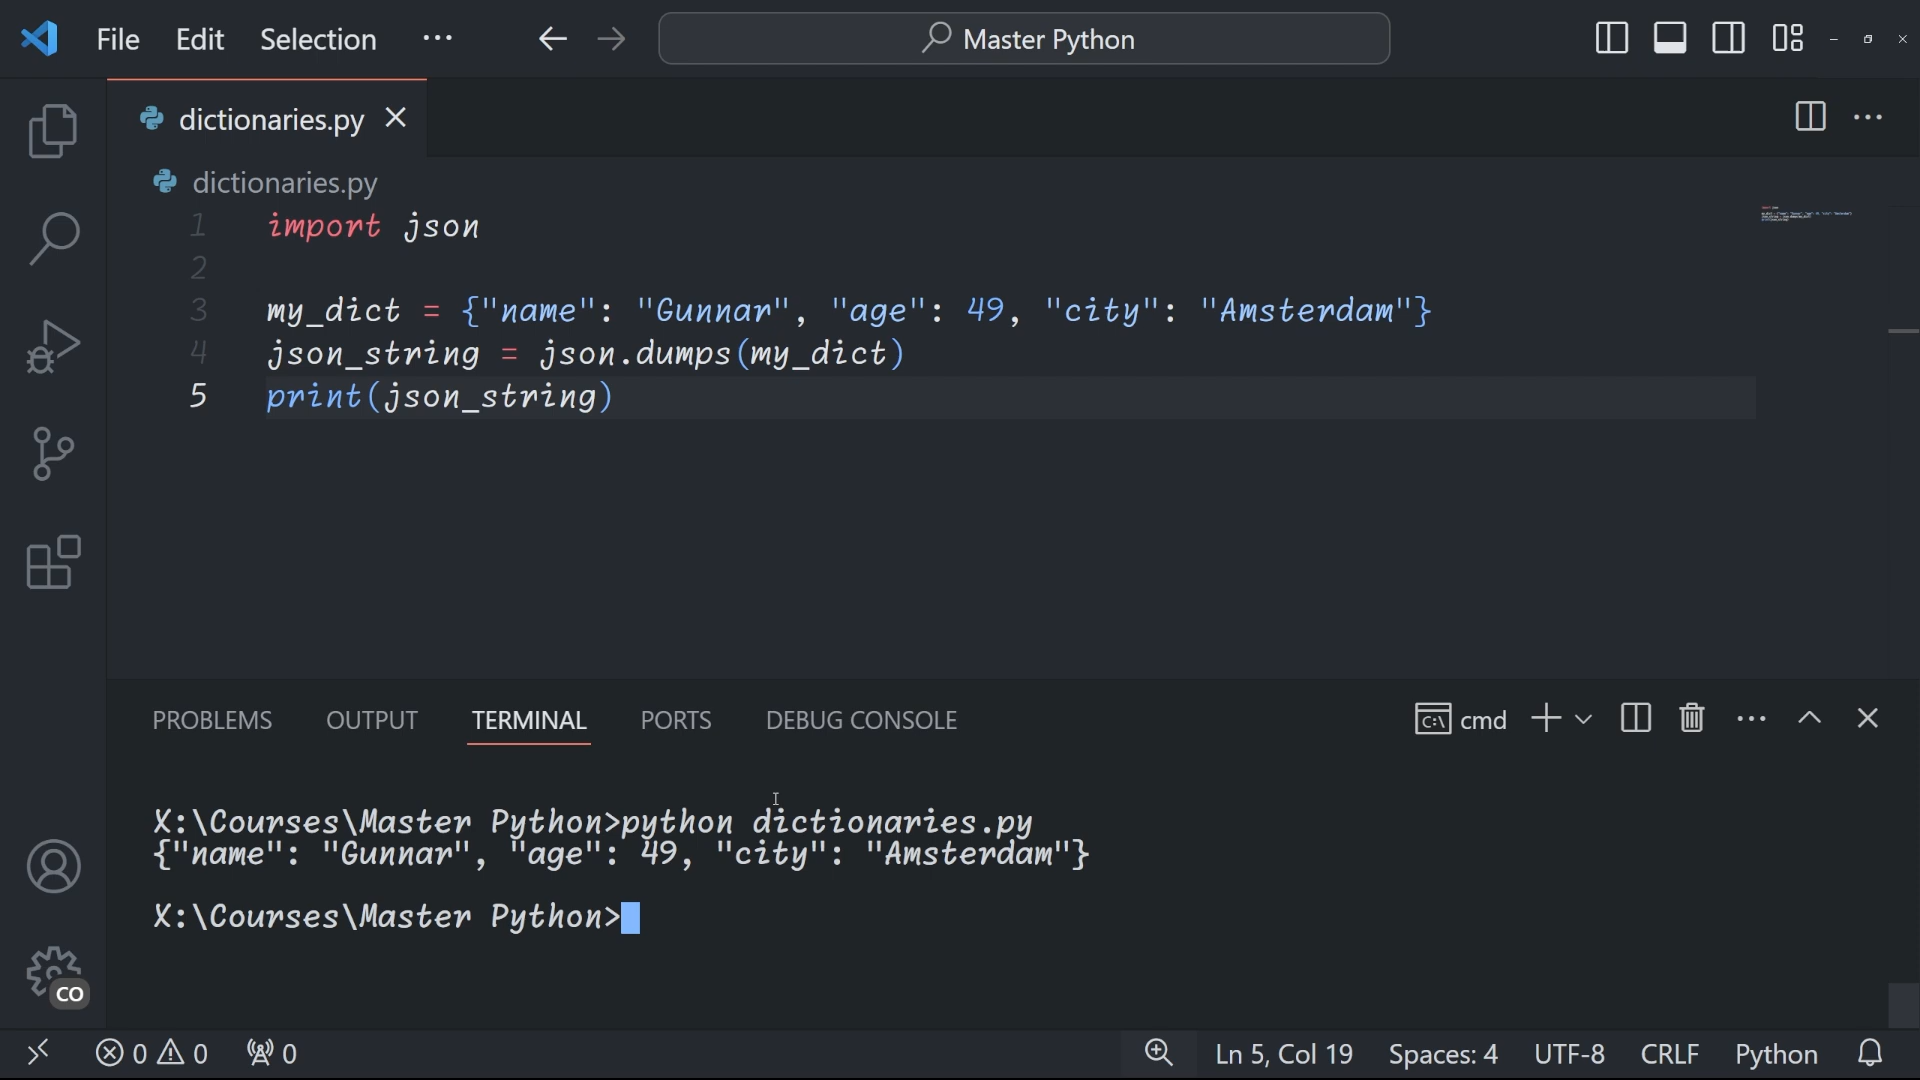 File Edit Selection ··· Master Python
dictionaries.py
dictionaries.py
1 import json
2
3 my_dict = {"name": "Gunnar", "age": 49, "city": "Amsterdam"}
4 json_string = json.dumps(my_dict)
5 print(json_string)
PROBLEMS OUTPUT TERMINAL PORTS DEBUG CONSOLE cmd
X:\Courses\Master Python>python dictionaries.py
{"name": "Gunnar", "age": 49, "city": "Amsterdam"}
X:\Courses\Master Python>
CO
0 0 0 Ln 5, Col 19 Spaces: 4 UTF-8 CRLF Python